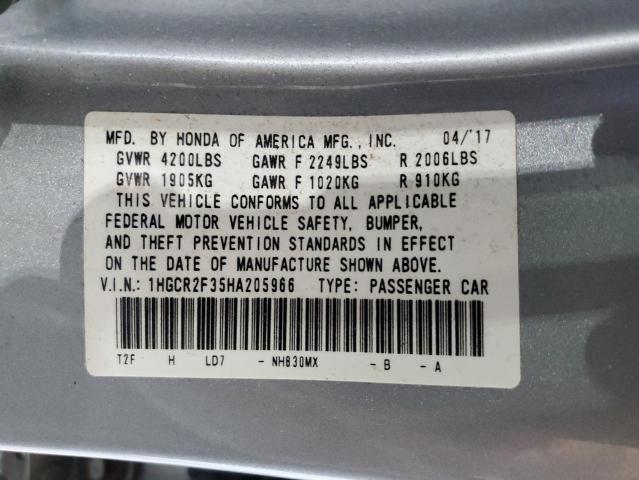 MFD. BY HONDA OF AMERICA MFG., INC. 04/'17
GVWR 4200LBS GAWR F 2249LBS R 2006LBS
GVWR 1905KG GAWR F 1020KG R 910KG
THIS VEHICLE CONFORMS TO ALL APPLICABLE
FEDERAL MOTOR VEHICLE SAFETY, BUMPER,
AND THEFT PREVENTION STANDARDS IN EFFECT
ON THE DATE OF MANUFACTURE SHOWN ABOVE.
V.I.N.: 1HGCR2F35HA205966 TYPE: PASSENGER CAR
T2F H LD7 - NH830MX - B - A